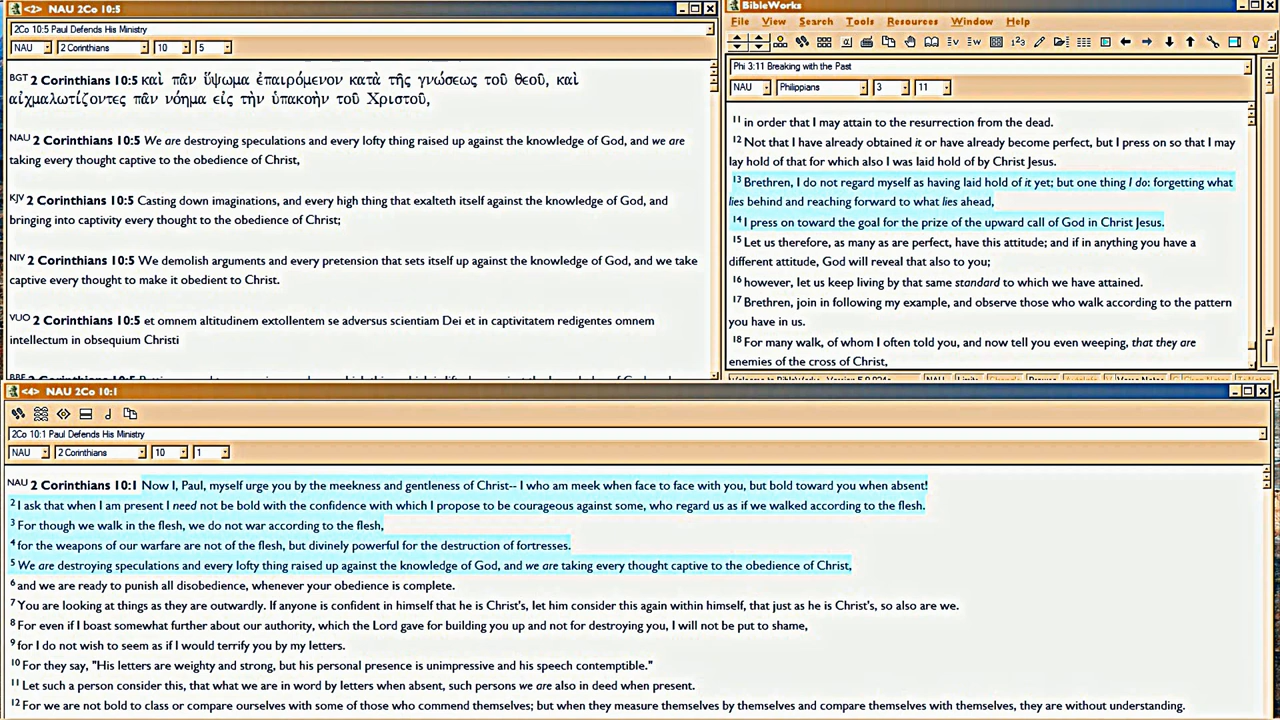 <2> NAU 2Co 10:5
2Co 10:5 Paul Defends His Ministry
NAU 2 Corinthians 10 5
BGT 2 Corinthians 10:5 καὶ πᾶν ὕψωμα ἐπαιρόμενον κατὰ τῆς γνώσεως τοῦ θεοῦ, καὶ
αἰχμαλωτίζοντες πᾶν νόημα εἰς τὴν ὑπακοὴν τοῦ Χριστοῦ,
NAU 2 Corinthians 10:5 We are destroying speculations and every lofty thing raised up against the knowledge of God, and we are
taking every thought captive to the obedience of Christ,
KJV 2 Corinthians 10:5 Casting down imaginations, and every high thing that exalteth itself against the knowledge of God, and
bringing into captivity every thought to the obedience of Christ;
NIV 2 Corinthians 10:5 We demolish arguments and every pretension that sets itself up against the knowledge of God, and we take
captive every thought to make it obedient to Christ.
VUO 2 Corinthians 10:5 et omnem altitudinem extollentem se adversus scientiam Dei et in captivitatem redigentes omnem
intellectum in obsequium Christi
BibleWorks
File View Search Tools Resources Window Help
Phi 3:11 Breaking with the Past
NAU Philippians 3 11
11 in order that I may attain to the resurrection from the dead.
12 Not that I have already obtained it or have already become perfect, but I press on so that I may
lay hold of that for which also I was laid hold of by Christ Jesus.
13 Brethren, I do not regard myself as having laid hold of it yet; but one thing I do: forgetting what
lies behind and reaching forward to what lies ahead,
14 I press on toward the goal for the prize of the upward call of God in Christ Jesus.
15 Let us therefore, as many as are perfect, have this attitude; and if in anything you have a
different attitude, God will reveal that also to you;
16 however, let us keep living by that same standard to which we have attained.
17 Brethren, join in following my example, and observe those who walk according to the pattern
you have in us.
18 For many walk, of whom I often told you, and now tell you even weeping, that they are
enemies of the cross of Christ,
<4> NAU 2Co 10:1
2Co 10:1 Paul Defends His Ministry
NAU 2 Corinthians 10 1
NAU 2 Corinthians 10:1 Now I, Paul, myself urge you by the meekness and gentleness of Christ-- I who am meek when face to face with you, but bold toward you when absent!
2 I ask that when I am present I need not be bold with the confidence with which I propose to be courageous against some, who regard us as if we walked according to the flesh.
3 For though we walk in the flesh, we do not war according to the flesh,
4 for the weapons of our warfare are not of the flesh, but divinely powerful for the destruction of fortresses.
5 We are destroying speculations and every lofty thing raised up against the knowledge of God, and we are taking every thought captive to the obedience of Christ,
6 and we are ready to punish all disobedience, whenever your obedience is complete.
7 You are looking at things as they are outwardly. If anyone is confident in himself that he is Christ's, let him consider this again within himself, that just as he is Christ's, so also are we.
8 For even if I boast somewhat further about our authority, which the Lord gave for building you up and not for destroying you, I will not be put to shame,
9 for I do not wish to seem as if I would terrify you by my letters.
10 For they say, "His letters are weighty and strong, but his personal presence is unimpressive and his speech contemptible."
11 Let such a person consider this, that what we are in word by letters when absent, such persons we are also in deed when present.
12 For we are not bold to class or compare ourselves with some of those who commend themselves; but when they measure themselves by themselves and compare themselves with themselves, they are without understanding.